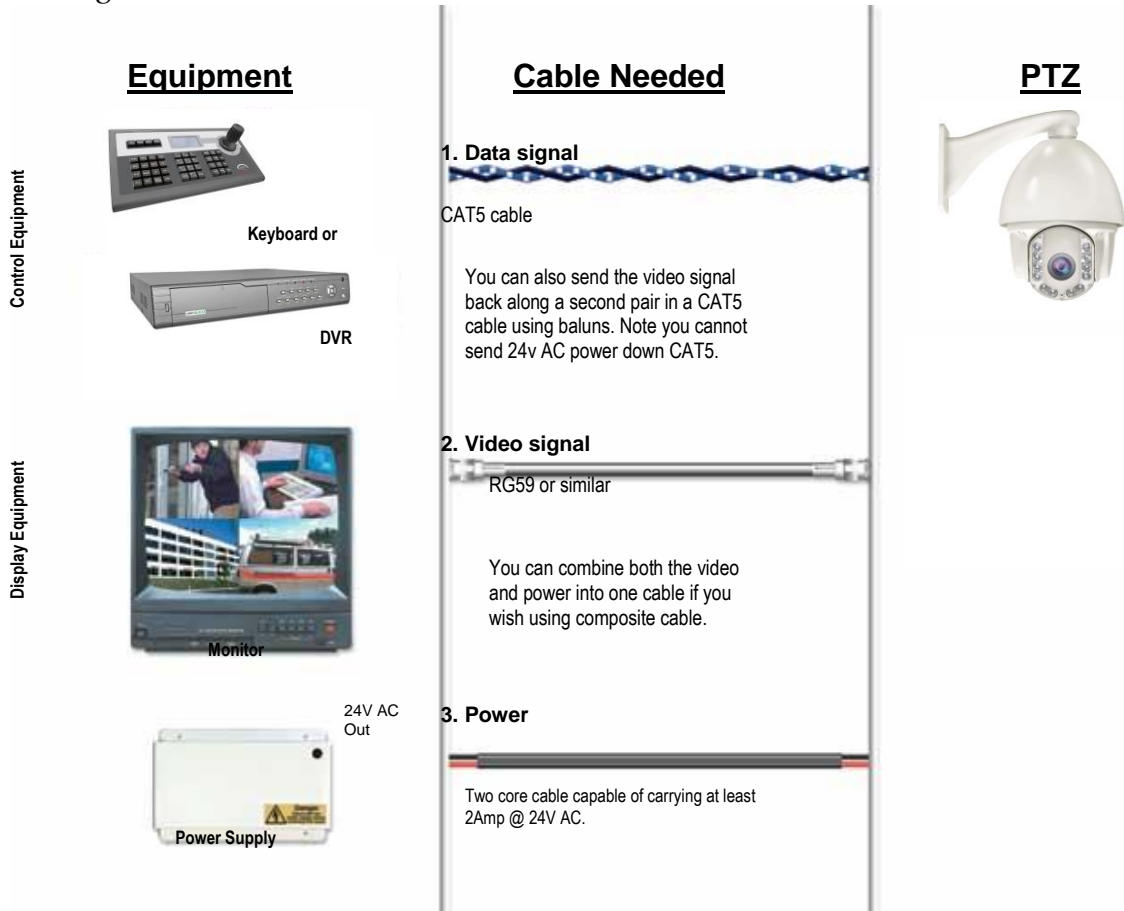 Equipment
Cable Needed
PTZ
Control Equipment
Keyboard or
DVR
1. Data signal
CAT5 cable
You can also send the video signal
back along a second pair in a CAT5
cable using baluns. Note you cannot
send 24v AC power down CAT5.
Display Equipment
Monitor
2. Video signal
RG59 or similar
You can combine both the video
and power into one cable if you
wish using composite cable.
24V AC
Out
Danger
Power Supply
3. Power
Two core cable capable of carrying at least
2Amp @ 24V AC.